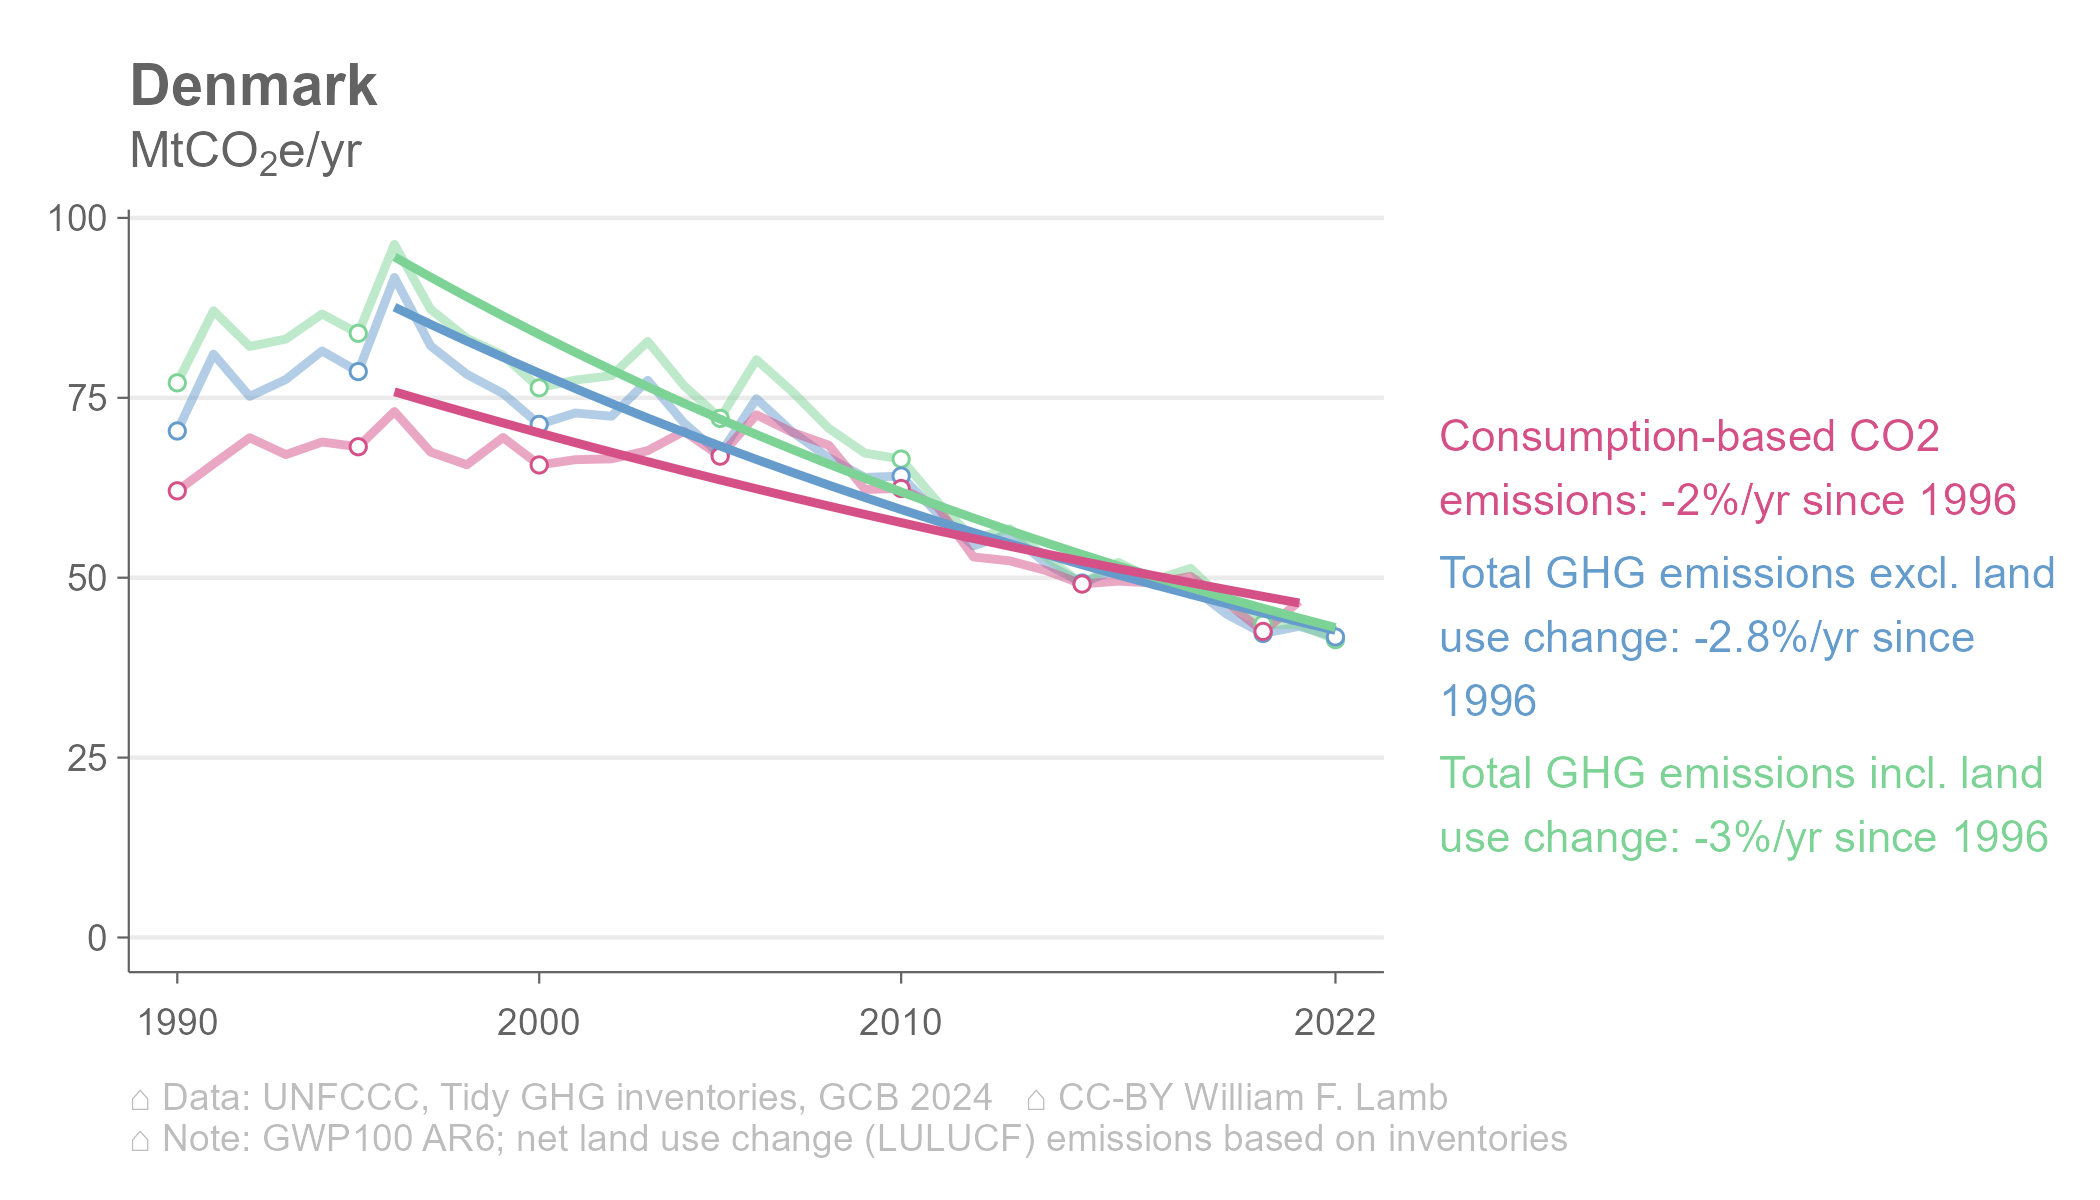 Denmark
MtCO₂e/yr
100
75
50
25
0
1990 2000 2010 2022
Consumption-based CO2
emissions: -2%/yr since 1996
Total GHG emissions excl. land
use change: -2.8%/yr since
1996
Total GHG emissions incl. land
use change: -3%/yr since 1996
⌂ Data: UNFCCC, Tidy GHG inventories, GCB 2024 ⌂ CC-BY William F. Lamb
⌂ Note: GWP100 AR6; net land use change (LULUCF) emissions based on inventories